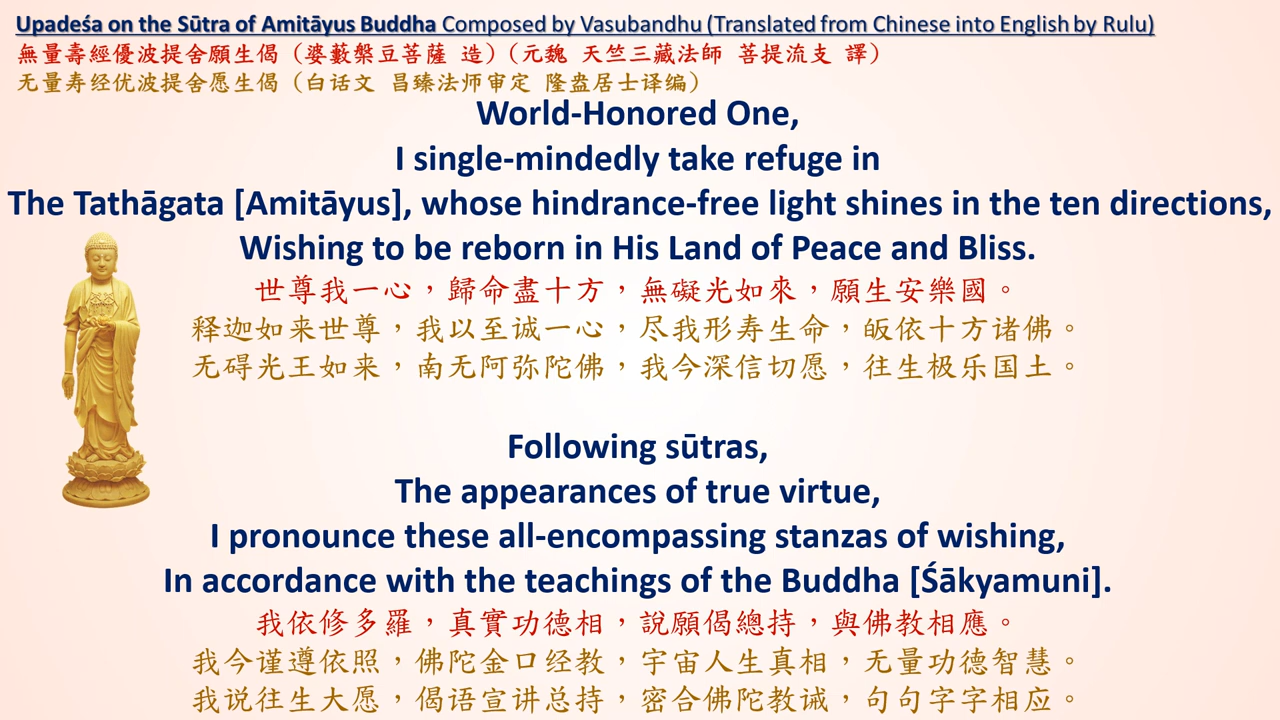 Upadeśa on the Sūtra of Amitāyus Buddha Composed by Vasubandhu (Translated from Chinese into English by Rulu)
無量壽經優波提舍願生偈（婆藪槃豆菩薩 造）（元魏 天竺三藏法師 菩提流支 譯）
无量寿经优波提舍愿生偈（白话文 昌臻法师审定 隆盎居士译编）
World-Honored One,
I single-mindedly take refuge in
The Tathāgata [Amitāyus], whose hindrance-free light shines in the ten directions,
Wishing to be reborn in His Land of Peace and Bliss.
世尊我一心，歸命盡十方，無礙光如來，願生安樂國。
释迦如来世尊，我以至诚一心，尽我形寿生命，皈依十方诸佛。
无碍光王如来，南无阿弥陀佛，我今深信切愿，往生极乐国土。
Following sūtras,
The appearances of true virtue,
I pronounce these all-encompassing stanzas of wishing,
In accordance with the teachings of the Buddha [Śākyamuni].
我依修多羅，真實功德相，說願偈總持，與佛教相應。
我今谨遵依照，佛陀金口经教，宇宙人生真相，无量功德智慧。
我说往生大愿，偈语宣讲总持，密合佛陀教诫，句句字字相应。